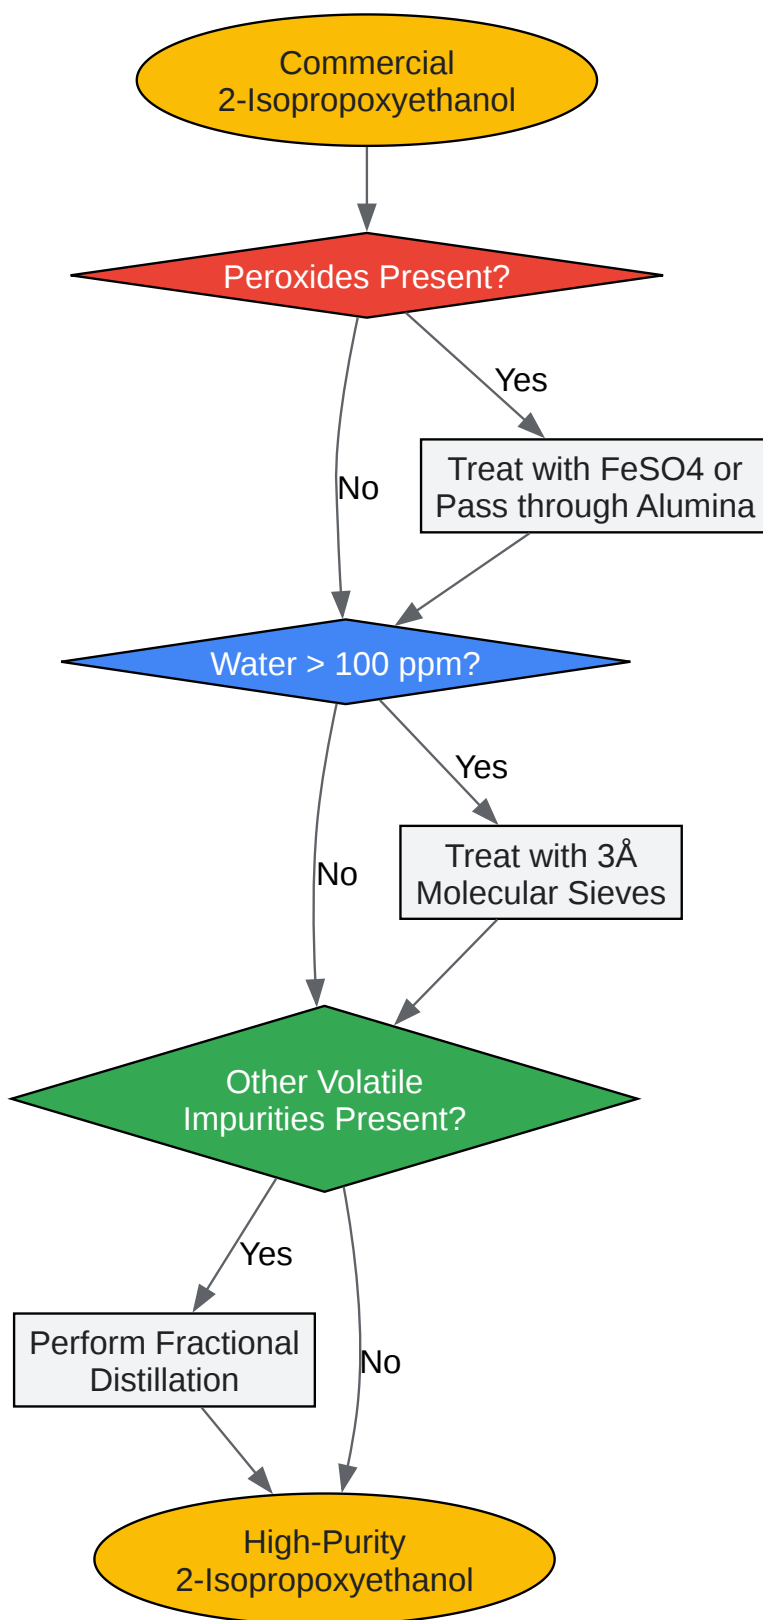 Commercial
2-Isopropoxyethanol
Peroxides Present?
Yes
Treat with FeSO4 or
Pass through Alumina
No
Water > 100 ppm?
Yes
Treat with 3Å
Molecular Sieves
No
Other Volatile
Impurities Present?
Yes
Perform Fractional
Distillation
No
High-Purity
2-Isopropoxyethanol